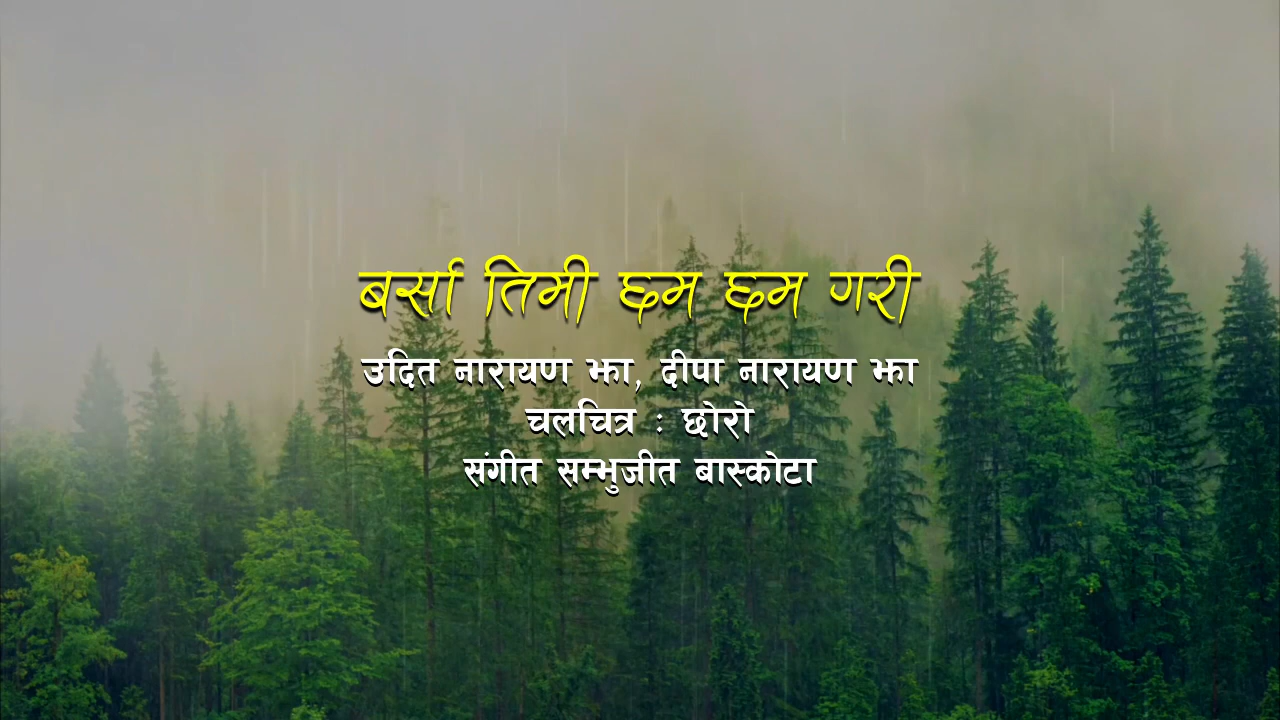 बर्सा तिमी छम छम गरी
उदित नारायण झा, दीपा नारायण झा
चलचित्र : छोरो
संगीत सम्भुजीत बास्कोटा